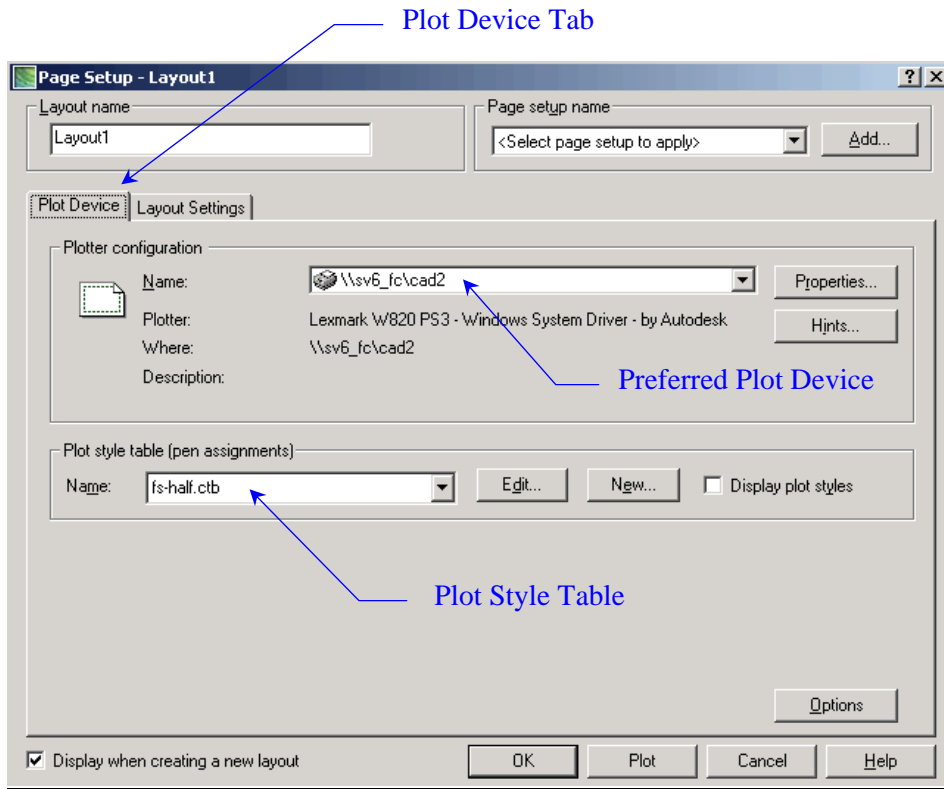 Plot Device Tab
Page Setup - Layout1
Layout name
Page setup name
Layout1
<Select page setup to apply>
Add...
Plot Device
Layout Settings
Plotter configuration
Name:
\\sv6_fc\cad2
Properties...
Plotter:
Lexmark W820 PS3 - Windows System Driver - by Autodesk
Hints...
Where:
\\sv6_fc\cad2
Description:
Preferred Plot Device
Plot style table (pen assignments)
Name:
fs-half.ctb
Edit...
New...
Display plot styles
Plot Style Table
Options
Display when creating a new layout
OK
Plot
Cancel
Help